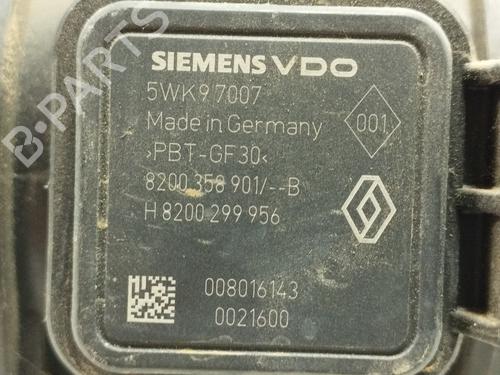 B-PARTS
SIEMENS VDO
5WK9 7007
Made in Germany
001
>PBT-GF30<
8200 358 901/--B
H 8200 299 956
008016143
0021600